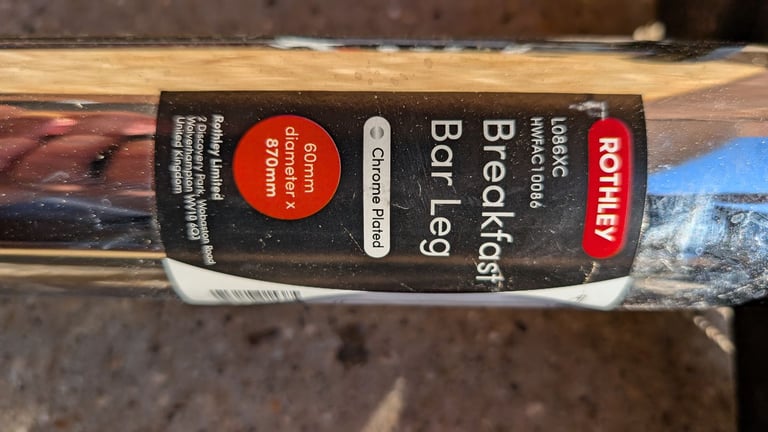 ROTHLEY
L086XC
HWFAC10086
Breakfast
Bar Leg
Chrome Plated
60mm
diameter x
870mm
Rothley Limited
2 Discovery Park, Wobaston Road
Wolverhampton WV10 6QJ
United Kingdom